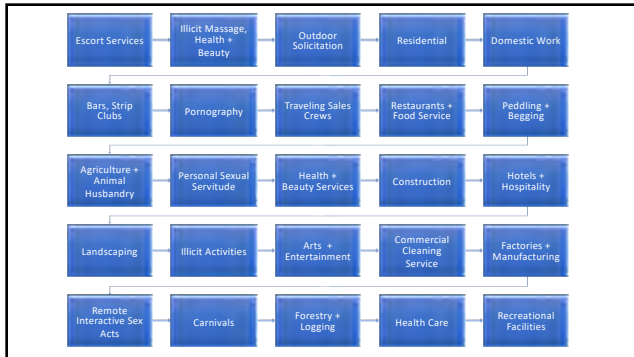 Escort Services
Illicit Massage,
Health +
Beauty
Outdoor
Solicitation
Residential
Domestic Work
Bars, Strip
Clubs
Pornography
Traveling Sales
Crews
Restaurants +
Food Service
Peddling +
Begging
Agriculture +
Animal
Husbandry
Personal Sexual
Servitude
Health +
Beauty Services
Construction
Hotels +
Hospitality
Landscaping
Illicit Activities
Arts +
Entertainment
Commercial
Cleaning
Service
Factories +
Manufacturing
Remote
Interactive Sex
Acts
Carnivals
Forestry +
Logging
Health Care
Recreational
Facilities